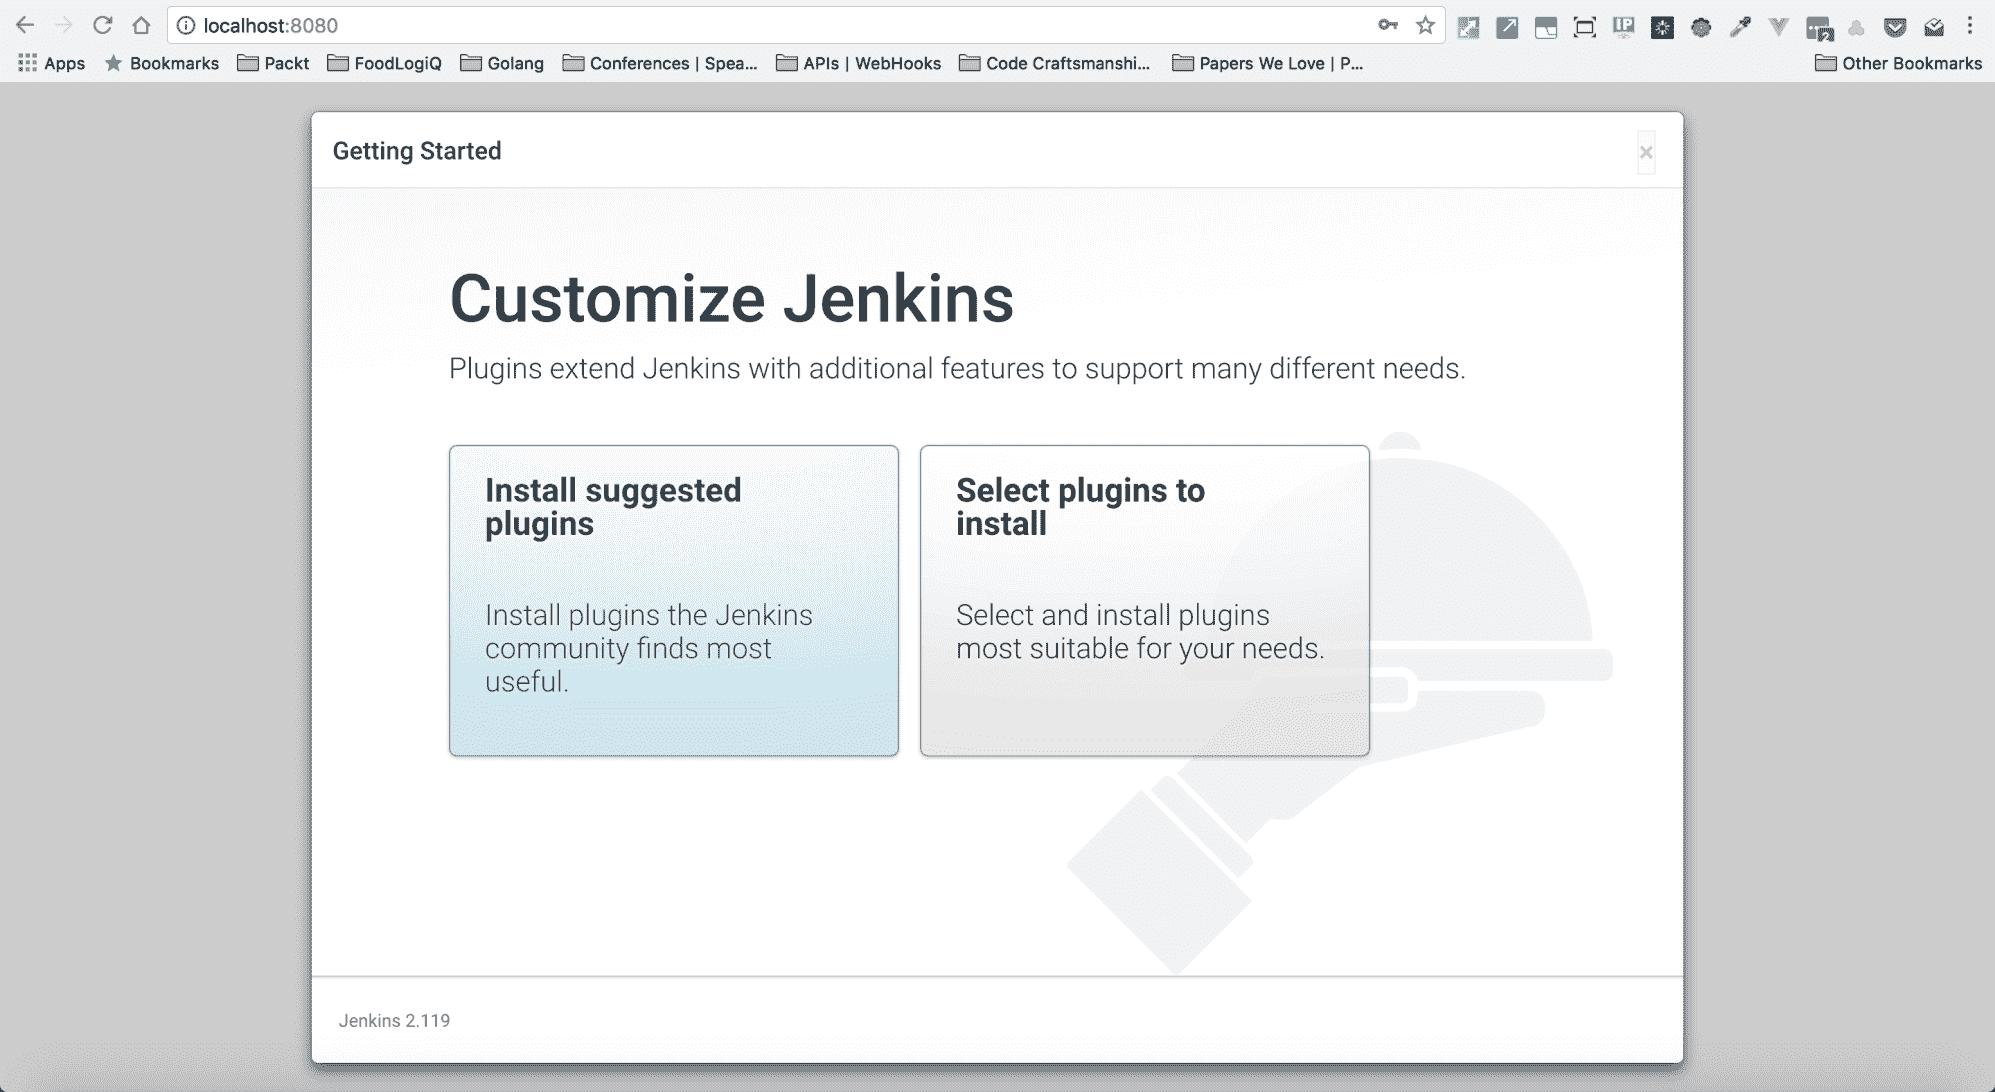 localhost:8080
IP
2
Apps Bookmarks Packt FoodLogiQ Golang Conferences | Spea... APIs | WebHooks Code Craftsmanshi... Papers We Love | P... Other Bookmarks
Getting Started ×
Customize Jenkins
Plugins extend Jenkins with additional features to support many different needs.
Install suggested
plugins
Install plugins the Jenkins
community finds most
useful.
Select plugins to
install
Select and install plugins
most suitable for your needs.
Jenkins 2.119